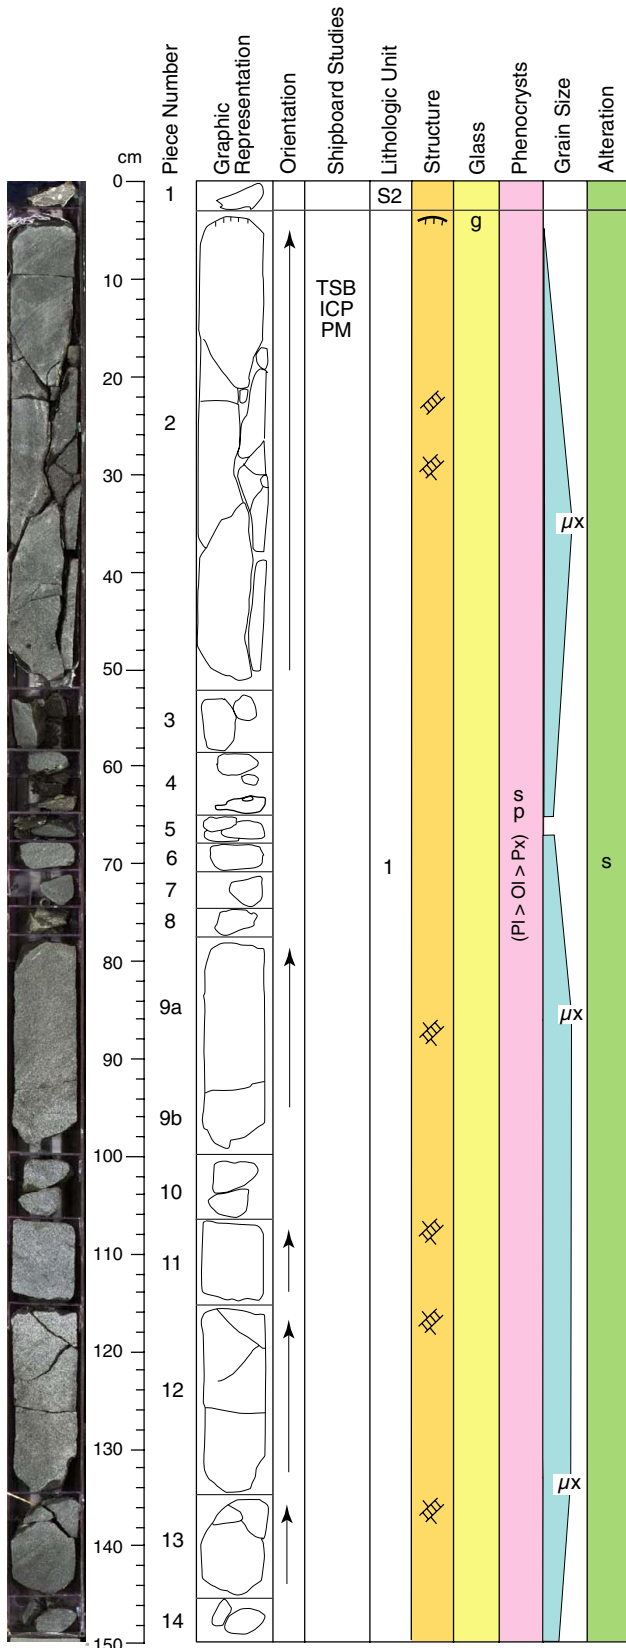 cm
Piece Number
Graphic
Representation
Orientation
Shipboard Studies
Lithologic Unit
Structure
Glass
Phenocrysts
Grain Size
Alteration
0
1
S2
g
10
TSB
ICP
PM
20
2
30
µx
40
50
3
60
4
s
p
5
(Pl > Ol > Px)
6
70
1
s
7
8
80
9a
µx
90
9b
100
10
110
11
120
12
130
µx
13
140
14
150